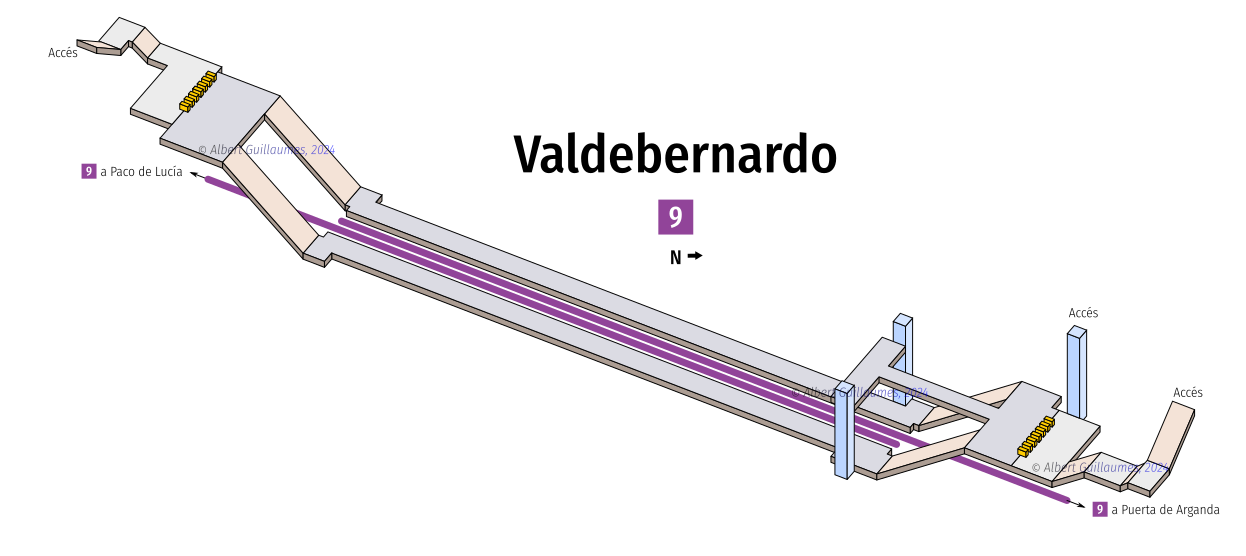 Accés
Valdebernardo
© Albert Guillaumes, 2024
9 a Paco de Lucía
9
N
Accés
Accés
© Albert Guillaumes, 2024
© Albert Guillaumes, 2024
9 a Puerta de Arganda